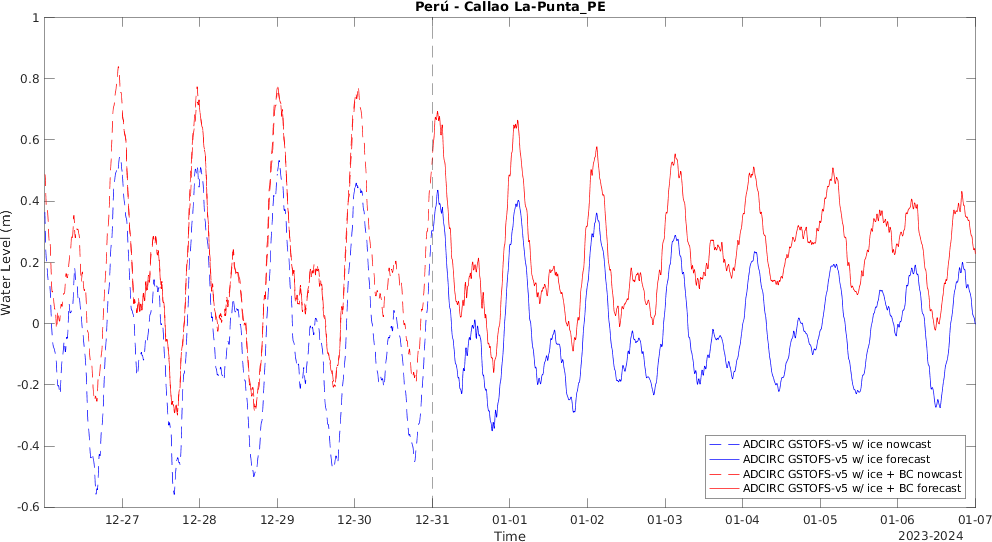 Perú - Callao La-Punta_PE
Water Level (m)
1
0.8
0.6
0.4
0.2
0
-0.2
-0.4
-0.6
12-27 12-28 12-29 12-30 12-31 01-01 01-02 01-03 01-04 01-05 01-06 01-07
Time
2023-2024
ADCIRC GSTOFS-v5 w/ ice nowcast
ADCIRC GSTOFS-v5 w/ ice forecast
ADCIRC GSTOFS-v5 w/ ice + BC nowcast
ADCIRC GSTOFS-v5 w/ ice + BC forecast